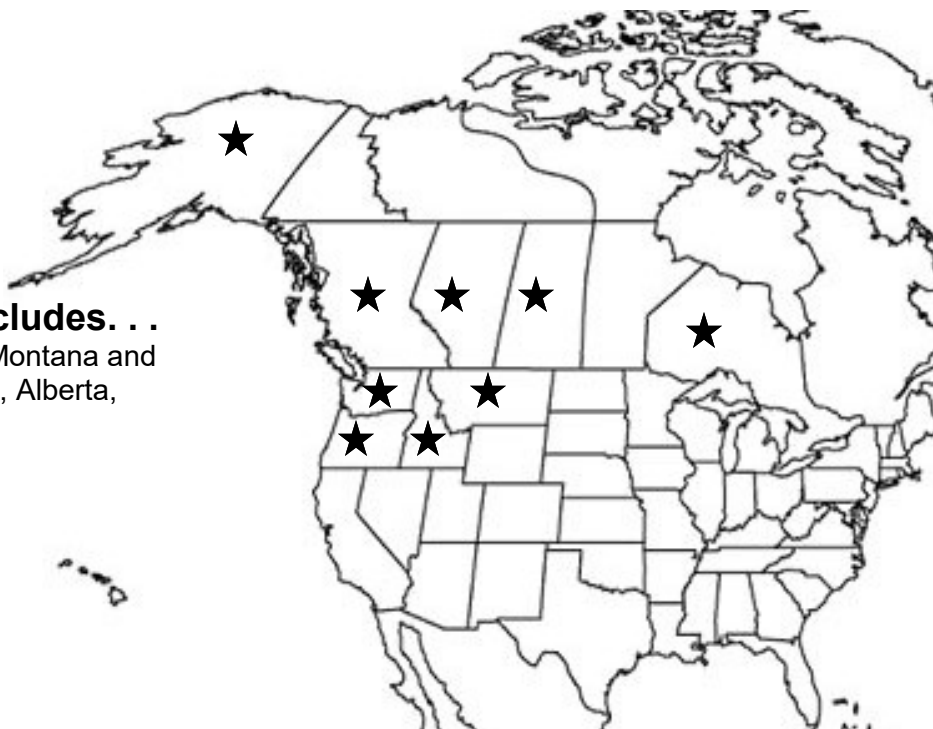 cludes. . .
Montana and
, Alberta,